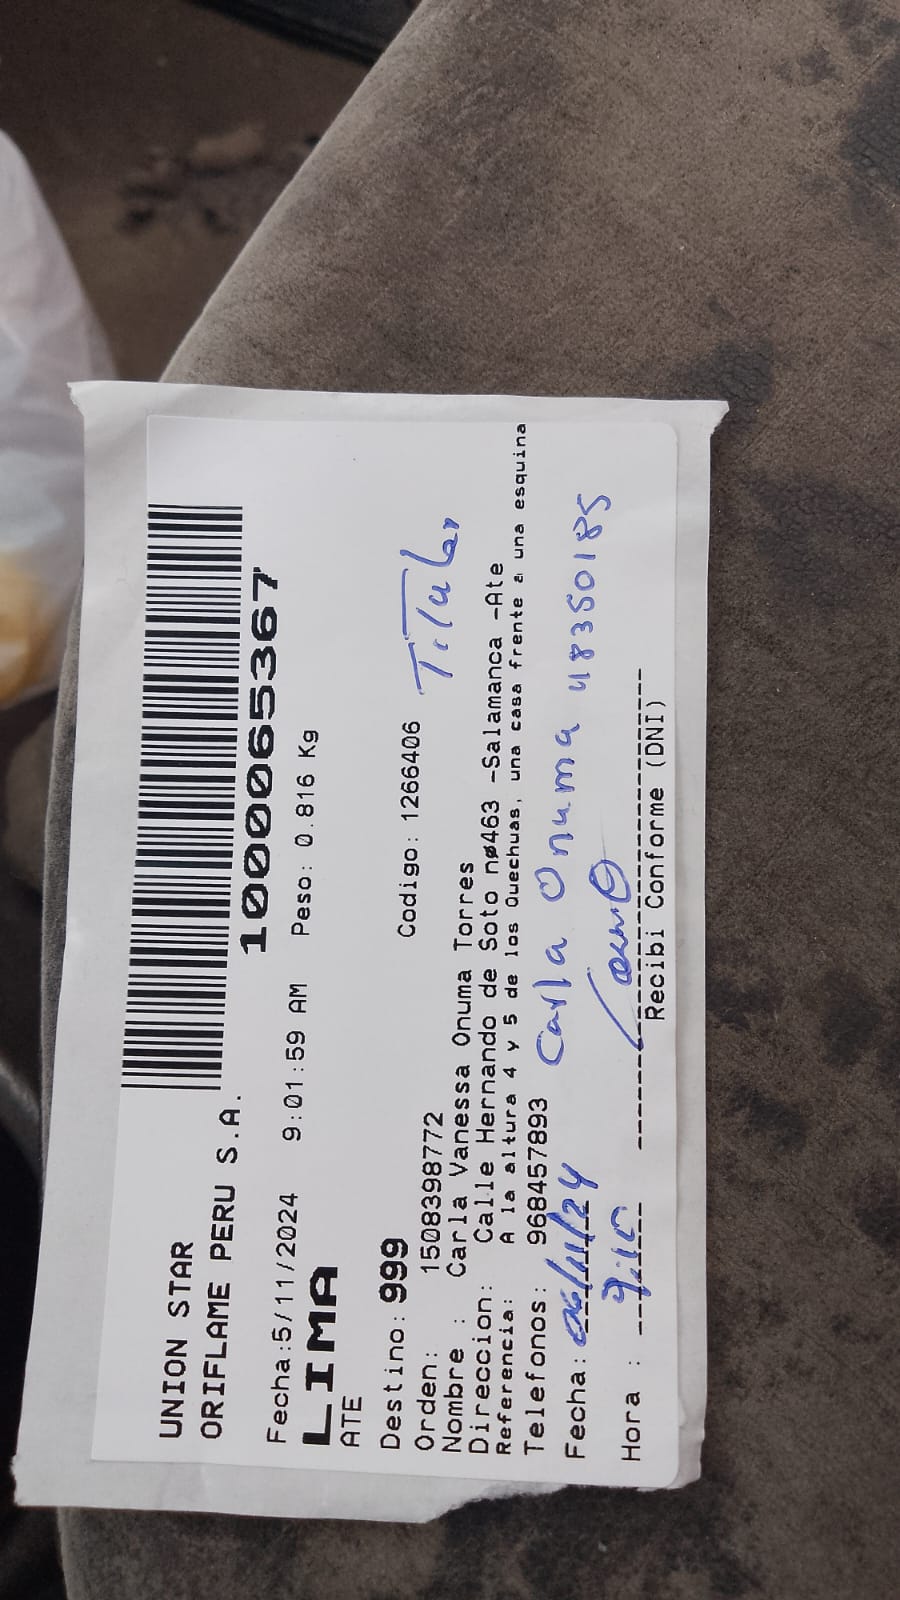 UNION STAR
ORIFLAME PERU S.A.
1000065367
Fecha:5/11/2024 9:01:59 AM Peso: 0.816 Kg
LIMA
ATE
Destino: 999 Codigo: 1266406 Titular
Orden: 1508398772
Nombre : Carla Vanessa Onuma Torres
Direccion: Calle Hernando de Soto nø463 -Salamanca -Ate
Referencia: A la altura 4 y 5 de los Quechuas, una casa frente a una esquina
Telefonos: 968457893
Carla Onuma 48350185
Fecha: 06/11/24
Hora :
Recibi Conforme (DNI)